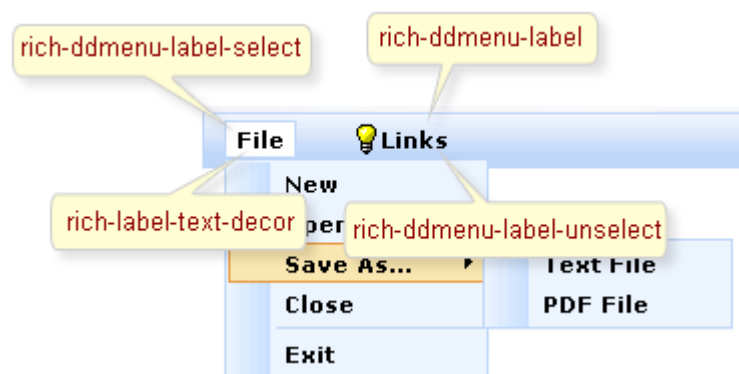 rich-ddmenu-label-select
rich-ddmenu-label
File
Links
New
rich-label-text-decor
rich-ddmenu-label-unselect
Save As...
Text File
Close
PDF File
Exit